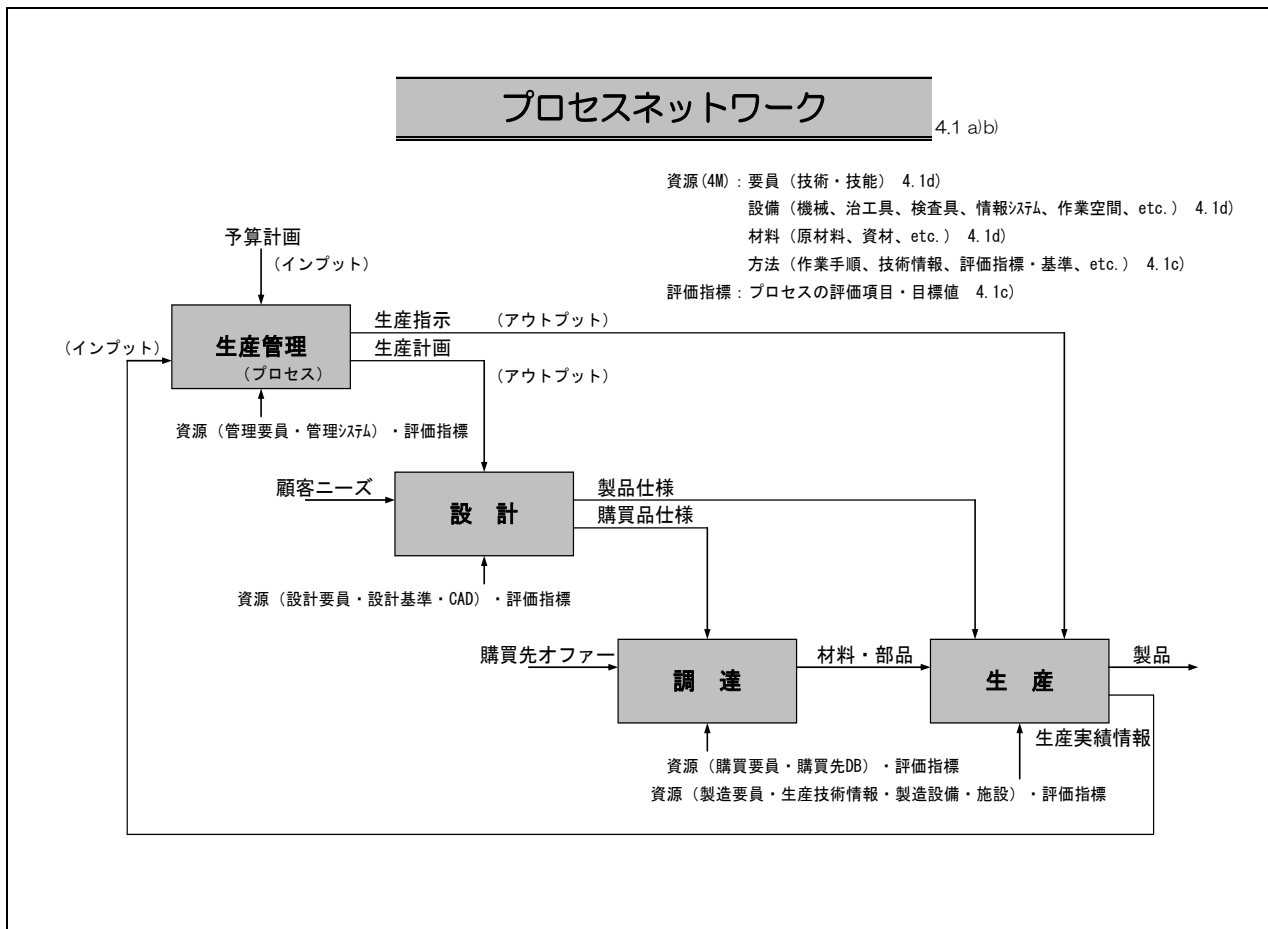 プロセスネットワーク
4.1 a)b)
資源(4M)：要員（技術・技能） 4.1d)
設備（機械、治工具、検査具、情報ｼｽﾃﾑ、作業空間、etc.） 4.1d)
材料（原材料、資材、etc.） 4.1d)
方法（作業手順、技術情報、評価指標・基準、etc.） 4.1c)
評価指標：プロセスの評価項目・目標値 4.1c)
予算計画
（インプット）
生産指示 （アウトプット）
（インプット） 生産管理 生産計画
（プロセス） （アウトプット）
資源（管理要員・管理ｼｽﾃﾑ）・評価指標
顧客ニーズ 製品仕様
設 計 購買品仕様
資源（設計要員・設計基準・CAD）・評価指標
購買先オファー 材料・部品 製品
調 達 生 産
生産実績情報
資源（購買要員・購買先DB）・評価指標
資源（製造要員・生産技術情報・製造設備・施設）・評価指標